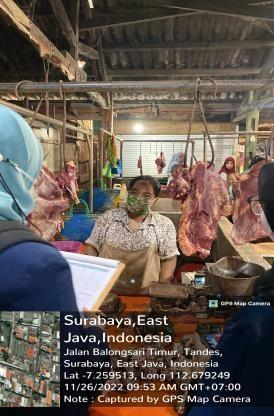 GPS Map Camera
Surabaya,East
Java,Indonesia
Jalan Balongsari Timur, Tandes,
Surabaya, East Java, Indonesia
Lat -7.259513, Long 112.679249
11/26/2022 09:53 AM GMT+07:00
Note : Captured by GPS Map Camera